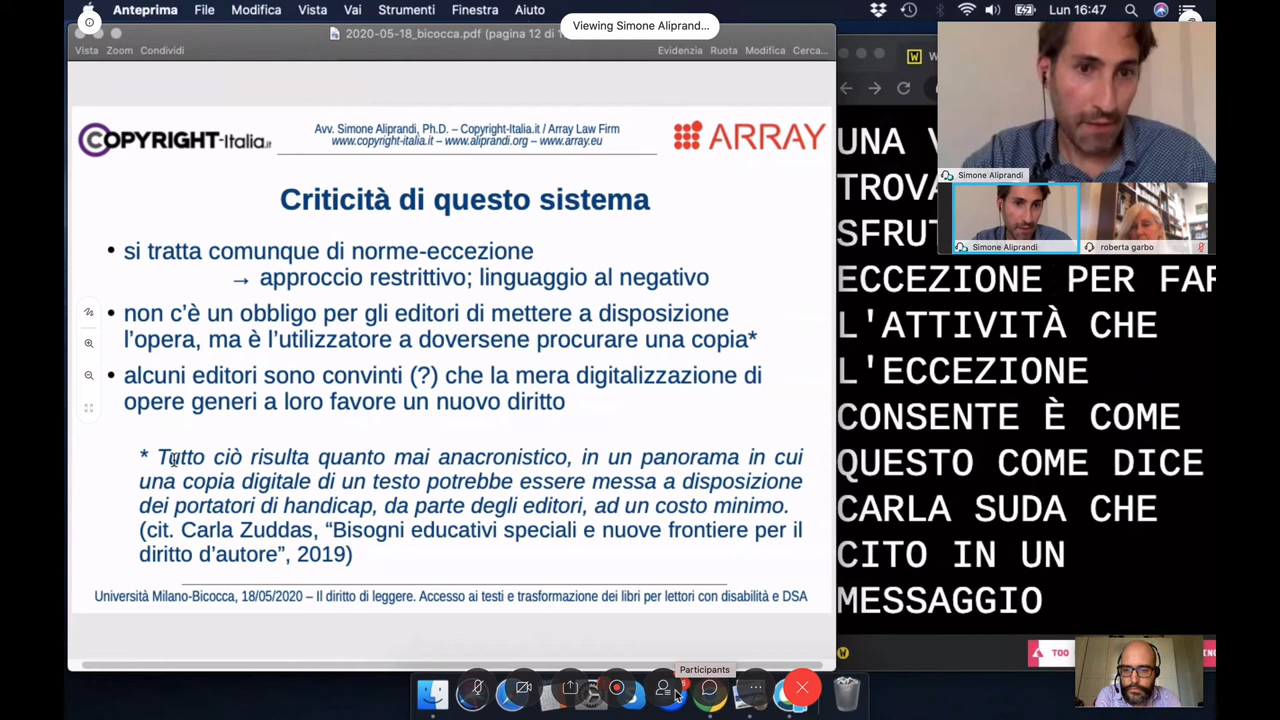 Anteprima File Modifica Vista Vai Strumenti Finestra Aiuto
Lun 16:47
Viewing Simone Aliprand...
2020-05-18_bicocca.pdf (pagina 12 di
Vista Zoom Condividi
Evidenzia Ruota Modifica Cerca...
COPYRIGHT-Italia.it
Avv. Simone Aliprandi, Ph.D. – Copyright-Italia.it / Array Law Firm
www.copyright-italia.it – www.aliprandi.org – www.array.eu
ARRAY
Criticità di questo sistema
• si tratta comunque di norme-eccezione
→ approccio restrittivo; linguaggio al negativo
• non c’è un obbligo per gli editori di mettere a disposizione
l’opera, ma è l’utilizzatore a doversene procurare una copia*
• alcuni editori sono convinti (?) che la mera digitalizzazione di
opere generi a loro favore un nuovo diritto
* Tutto ciò risulta quanto mai anacronistico, in un panorama in cui
una copia digitale di un testo potrebbe essere messa a disposizione
dei portatori di handicap, da parte degli editori, ad un costo minimo.
(cit. Carla Zuddas, “Bisogni educativi speciali e nuove frontiere per il
diritto d’autore”, 2019)
Università Milano-Bicocca, 18/05/2020 – Il diritto di leggere. Accesso ai testi e trasformazione dei libri per lettori con disabilità e DSA
Participants
Simone Aliprandi
Simone Aliprandi
roberta garbo
UNA V
TROVA
SFRUT
ECCEZIONE PER FAR
L'ATTIVITÀ CHE
L'ECCEZIONE
CONSENTE È COME
QUESTO COME DICE
CARLA SUDA CHE
CITO IN UN
MESSAGGIO
TOO